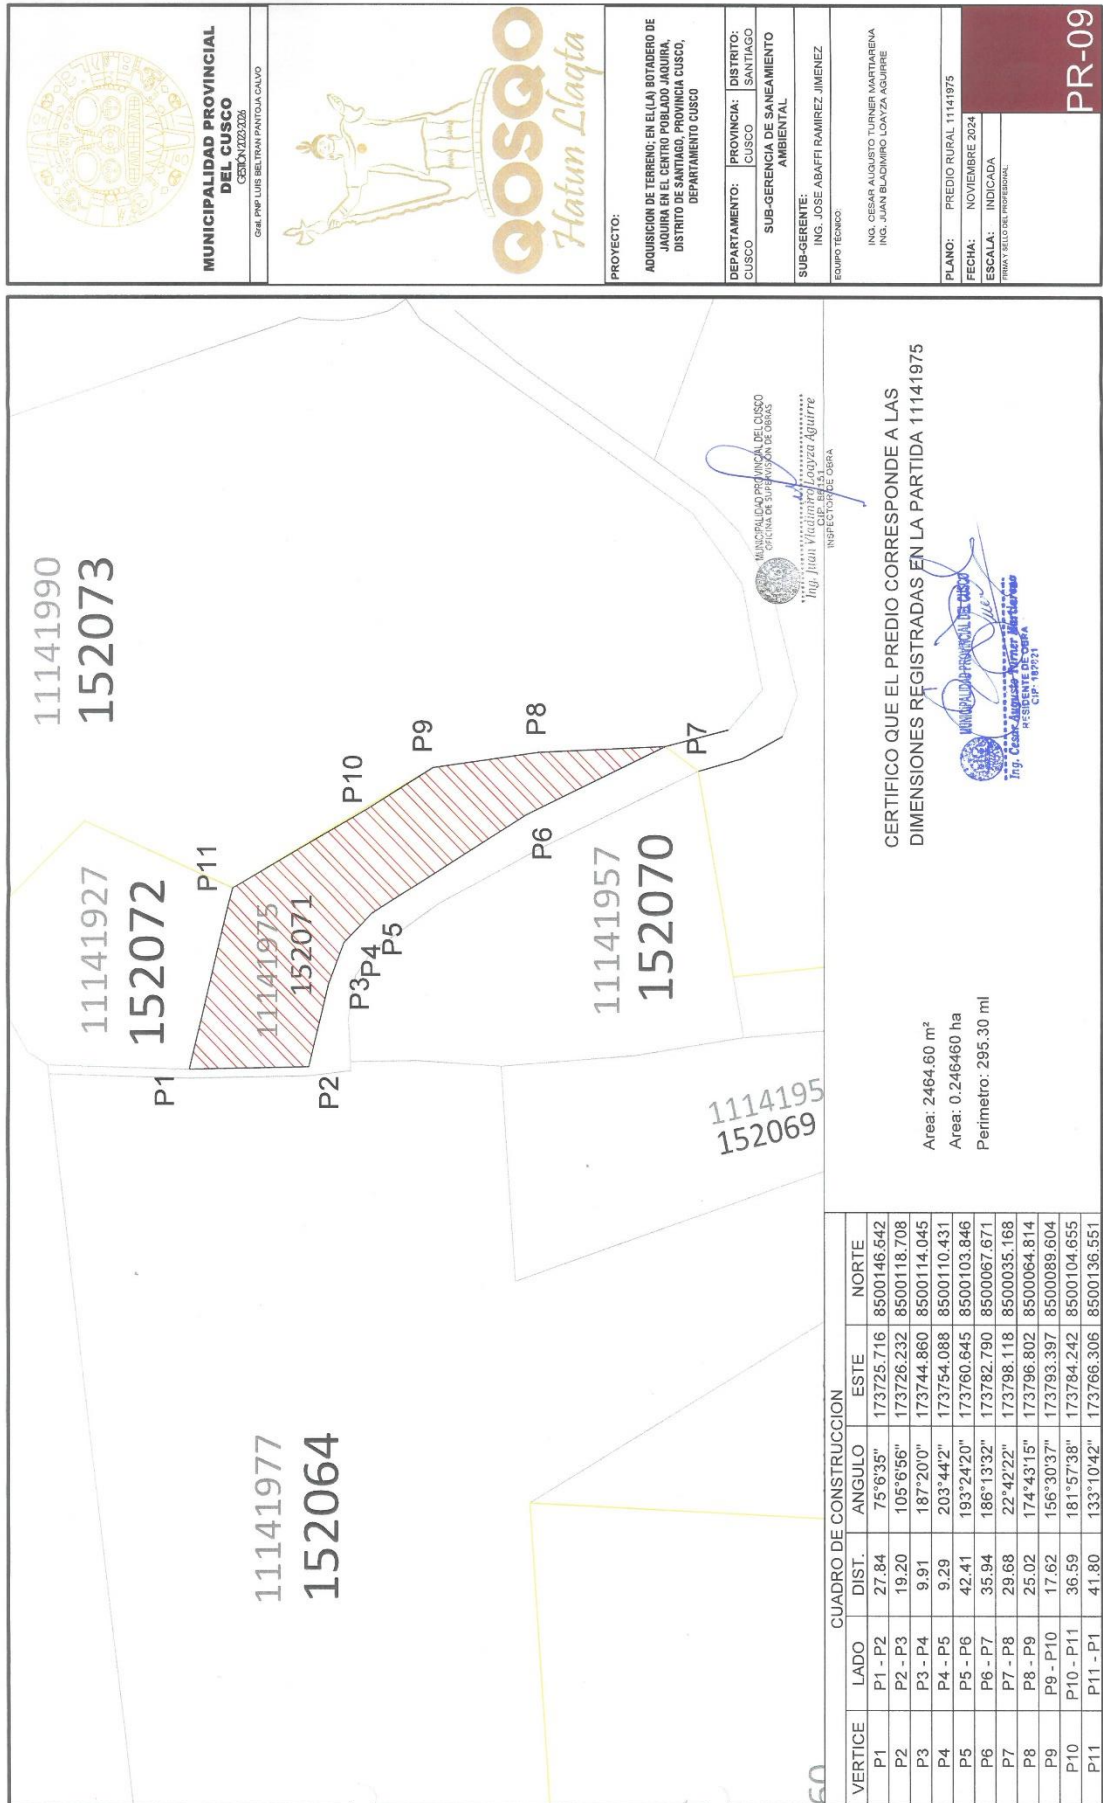 11141990
152073
11141927
152072
11141975
152071
11141957
152070
1114195
152069
11141977
152064
P1
P2
P3
P4
P5
P6
P7
P8
P9
P10
P11
MUNICIPALIDAD PROVINCIAL DEL CUSCO
OFICINA DE SUPERVISIÓN DE OBRAS
Ing. Juan Vladimiro Loayza Aguirre
INSPECTOR DE OBRA
CUADRO DE CONSTRUCCION
VERTICE LADO DIST. ANGULO ESTE NORTE
P1 P1 - P2 27.84 75°6'35" 173725.716 8500146.542
P2 P2 - P3 19.20 105°6'56" 173726.232 8500118.708
P3 P3 - P4 9.91 187°20'0" 173744.860 8500114.045
P4 P4 - P5 9.29 203°44'2" 173754.088 8500110.431
P5 P5 - P6 42.41 193°24'20" 173760.645 8500103.846
P6 P6 - P7 35.94 186°13'32" 173782.790 8500067.671
P7 P7 - P8 29.68 22°42'22" 173798.118 8500035.168
P8 P8 - P9 25.02 174°43'15" 173796.802 8500064.814
P9 P9 - P10 17.62 156°30'37" 173793.397 8500089.604
P10 P10 - P11 36.59 181°57'38" 173784.242 8500104.655
P11 P11 - P1 41.80 133°10'42" 173766.306 8500136.551
Area: 2464.60 m²
Area: 0.246460 ha
Perimetro: 295.30 ml
CERTIFICO QUE EL PREDIO CORRESPONDE A LAS
DIMENSIONES REGISTRADAS EN LA PARTIDA 11141975
MUNICIPALIDAD PROVINCIAL DEL CUSCO
Ing. Cesar Augusto Turner Martiarena
RESIDENTE DE OBRA
CIP: 187821
MUNICIPALIDAD PROVINCIAL
DEL CUSCO
GESTIÓN 2023-2026
Gral. PNP LUIS BELTRAN PANTOJA CALVO
QOSQO
Hatun Llaqta
PROYECTO:
ADQUISICION DE TERRENO; EN EL(LA) BOTADERO DE
JAQUIRA EN EL CENTRO POBLADO JAQUIRA,
DISTRITO DE SANTIAGO, PROVINCIA CUSCO,
DEPARTAMENTO CUSCO
DEPARTAMENTO: PROVINCIA: DISTRITO:
CUSCO CUSCO SANTIAGO
SUB-GERENCIA DE SANEAMIENTO
AMBIENTAL
SUB-GERENTE:
ING. JOSE ABAFFI RAMIREZ JIMENEZ
EQUIPO TÉCNICO:
ING. CESAR AUGUSTO TURNER MARTIARENA
ING. JUAN BLADIMIRO LOAYZA AGUIRRE
PLANO: PREDIO RURAL 11141975
FECHA: NOVIEMBRE 2024
ESCALA: INDICADA
FIRMA Y SELLO DEL PROFESIONAL:
PR-09